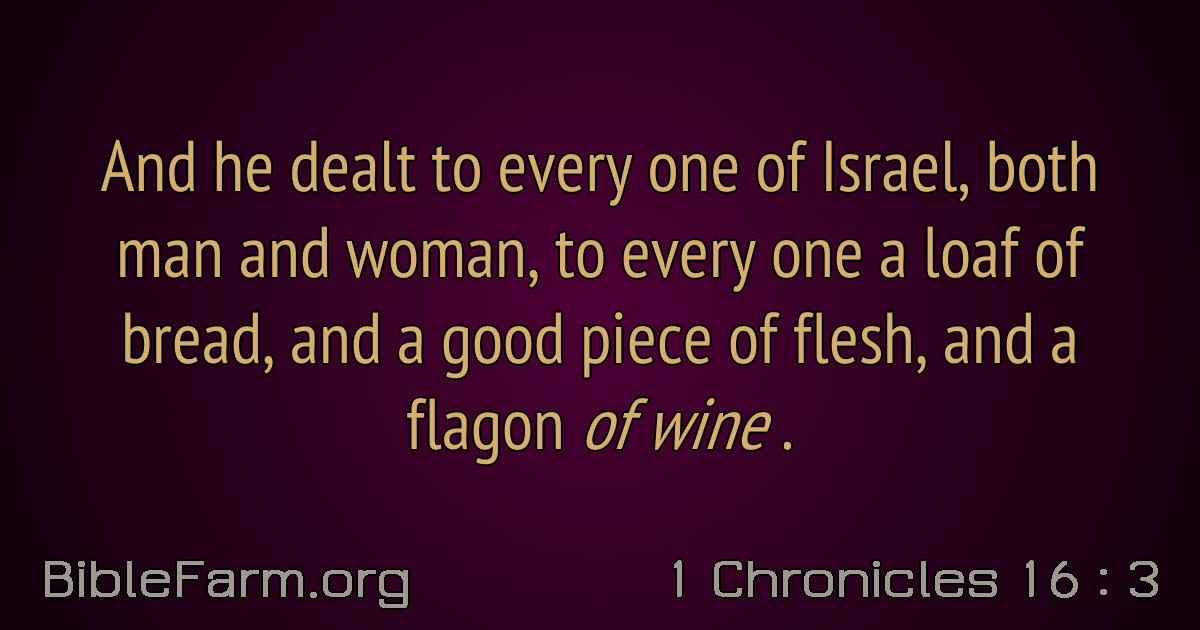 And he dealt to every one of Israel, both
man and woman, to every one a loaf of
bread, and a good piece of flesh, and a
flagon of wine .
BibleFarm.org
1 Chronicles 16 : 3